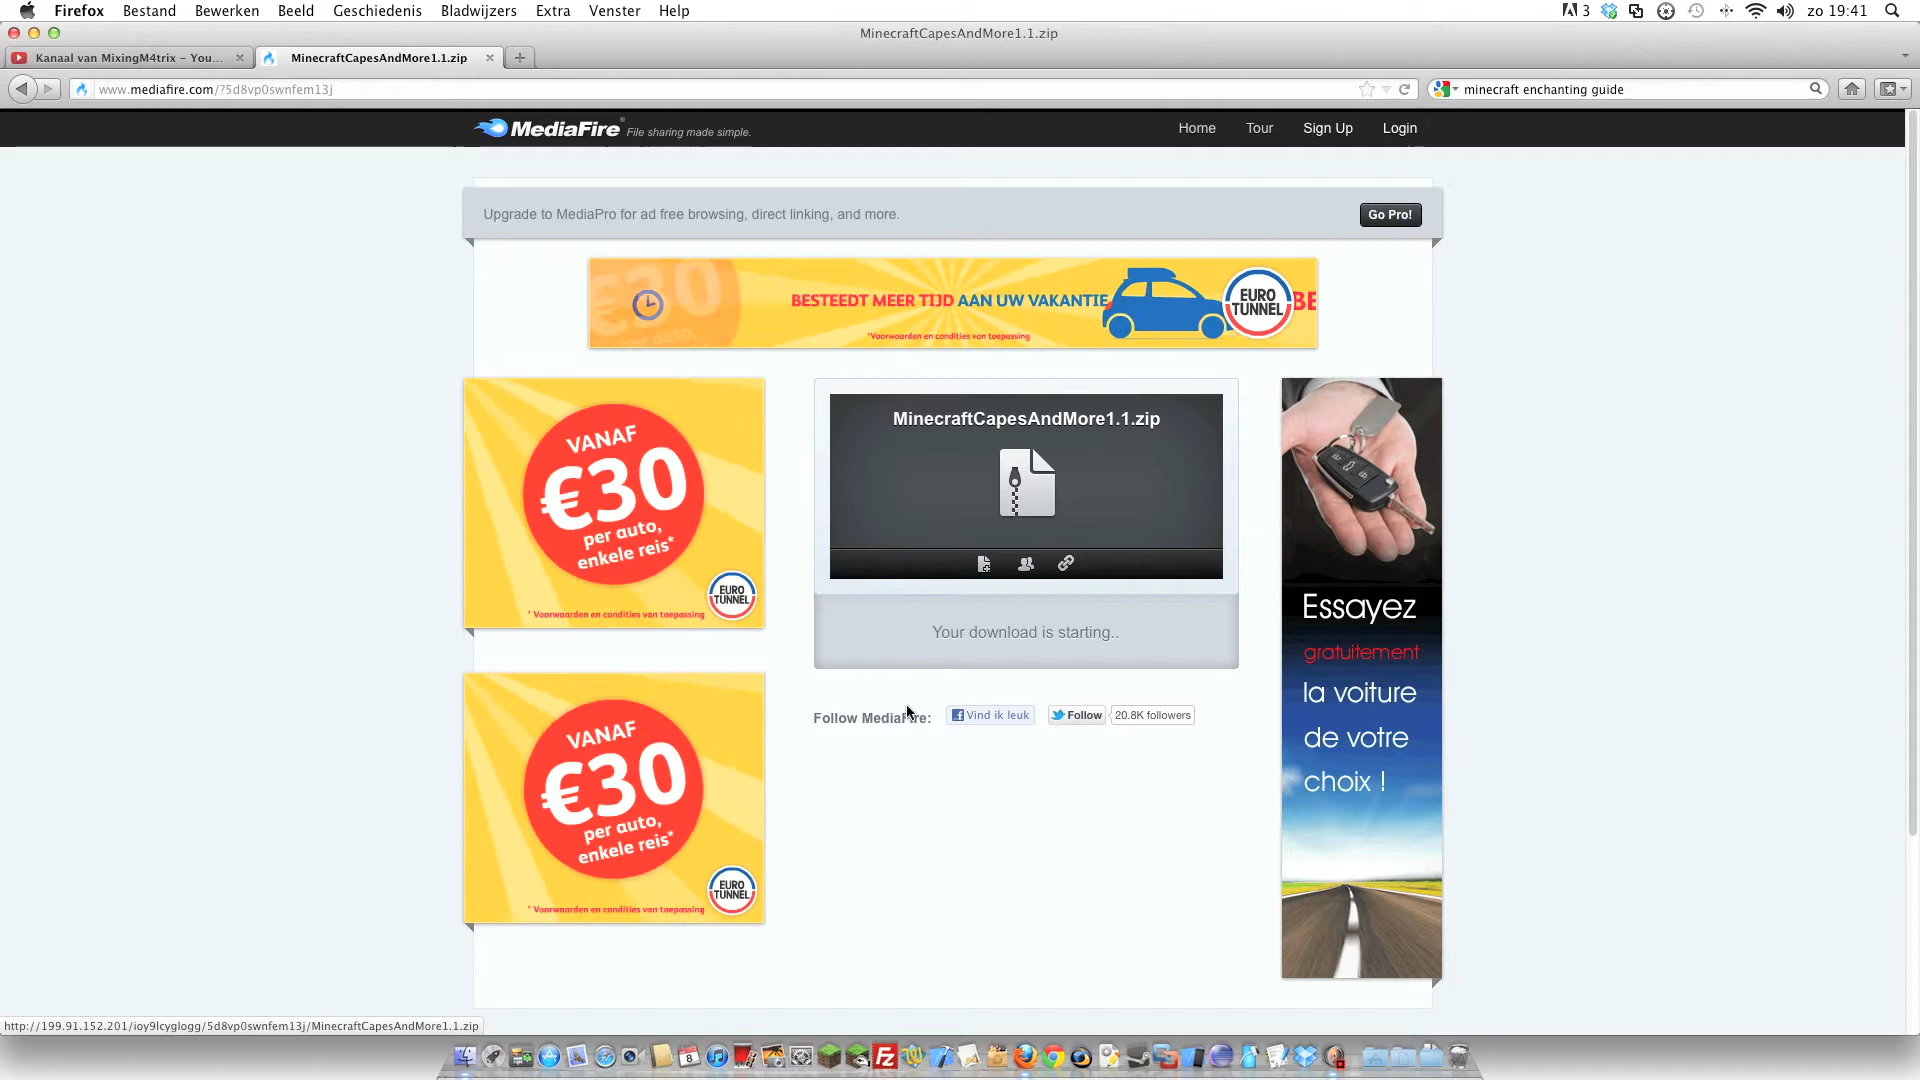 Firefox Bestand Bewerken Beeld Geschiedenis Bladwijzers Extra Venster Help 3 zo 19:41
MinecraftCapesAndMore1.1.zip
Kanaal van MixingM4trix - You... MinecraftCapesAndMore1.1.zip
www.mediafire.com/?5d8vp0swnfem13j minecraft enchanting guide
MediaFire File sharing made simple. Home Tour Sign Up Login
Upgrade to MediaPro for ad free browsing, direct linking, and more. Go Pro!
BESTEEDT MEER TIJD AAN UW VAKANTIE
EURO
TUNNEL
BE
*Voorwaarden en condities van toepassing
€30
VANAF
€30
per auto,
enkele reis*
EURO
TUNNEL
* Voorwaarden en condities van toepassing
MinecraftCapesAndMore1.1.zip
Your download is starting..
Follow MediaFire: Vind ik leuk Follow 20.8K followers
VANAF
€30
per auto,
enkele reis*
EURO
TUNNEL
* Voorwaarden en condities van toepassing
Essayez
gratuitement
la voiture
de votre
choix !
http://199.91.152.201/ioy9lcyglogg/5d8vp0swnfem13j/MinecraftCapesAndMore1.1.zip